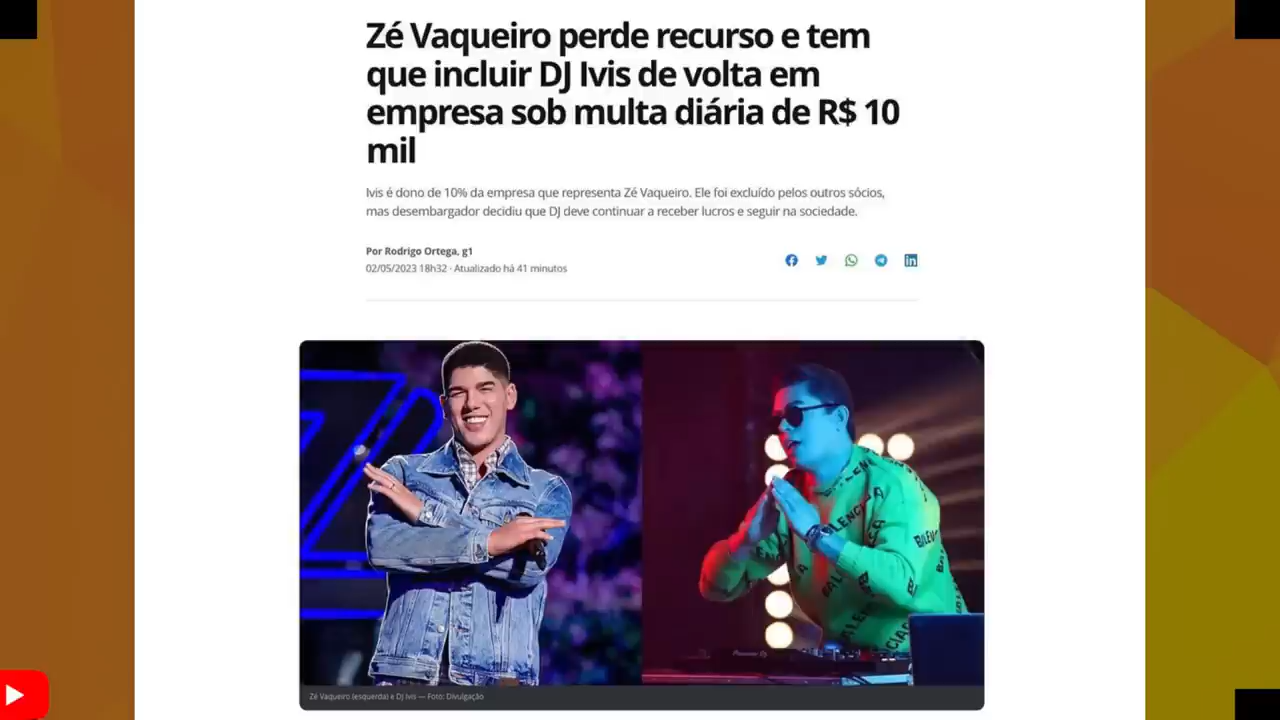 Zé Vaqueiro perde recurso e tem
que incluir DJ Ivis de volta em
empresa sob multa diária de R$ 10
mil
Ivis é dono de 10% da empresa que representa Zé Vaqueiro. Ele foi excluído pelos outros sócios,
mas desembargador decidiu que DJ deve continuar a receber lucros e seguir na sociedade.
Por Rodrigo Ortega, g1
02/05/2023 18h32 · Atualizado há 41 minutos
BALENCIAGA
Pioneer Dj
Zé Vaqueiro (esquerda) e DJ Ivis — Foto: Divulgação